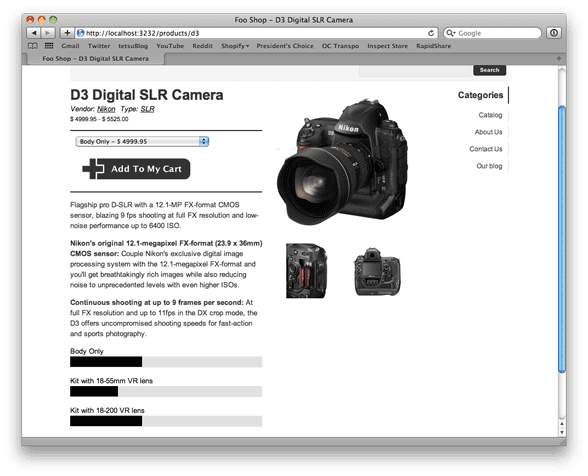 Foo Shop – D3 Digital SLR Camera
http://localhost:3232/products/d3
Google
Gmail Twitter tetsuBlog YouTube Reddit Shopify President's Choice OC Transpo Inspect Store RapidShare
Foo Shop – D3 Digital SLR Camera
Search
D3 Digital SLR Camera
Vendor: Nikon Type: SLR
$ 4999.95 - $ 5525.00
Body Only – $ 4999.95
Add To My Cart
Flagship pro D-SLR with a 12.1-MP FX-format CMOS
sensor, blazing 9 fps shooting at full FX resolution and low-
noise performance up to 6400 ISO.
Nikon's original 12.1-megapixel FX-format (23.9 x 36mm)
CMOS sensor: Couple Nikon's exclusive digital image
processing system with the 12.1-megapixel FX-format and
you'll get breathtakingly rich images while also reducing
noise to unprecedented levels with even higher ISOs.
Continuous shooting at up to 9 frames per second: At
full FX resolution and up to 11fps in the DX crop mode, the
D3 offers uncompromised shooting speeds for fast-action
and sports photography.
Body Only
Kit with 18-55mm VR lens
Kit with 18-200 VR lens
Nikon
Categories
Catalog
About Us
Contact Us
Our blog